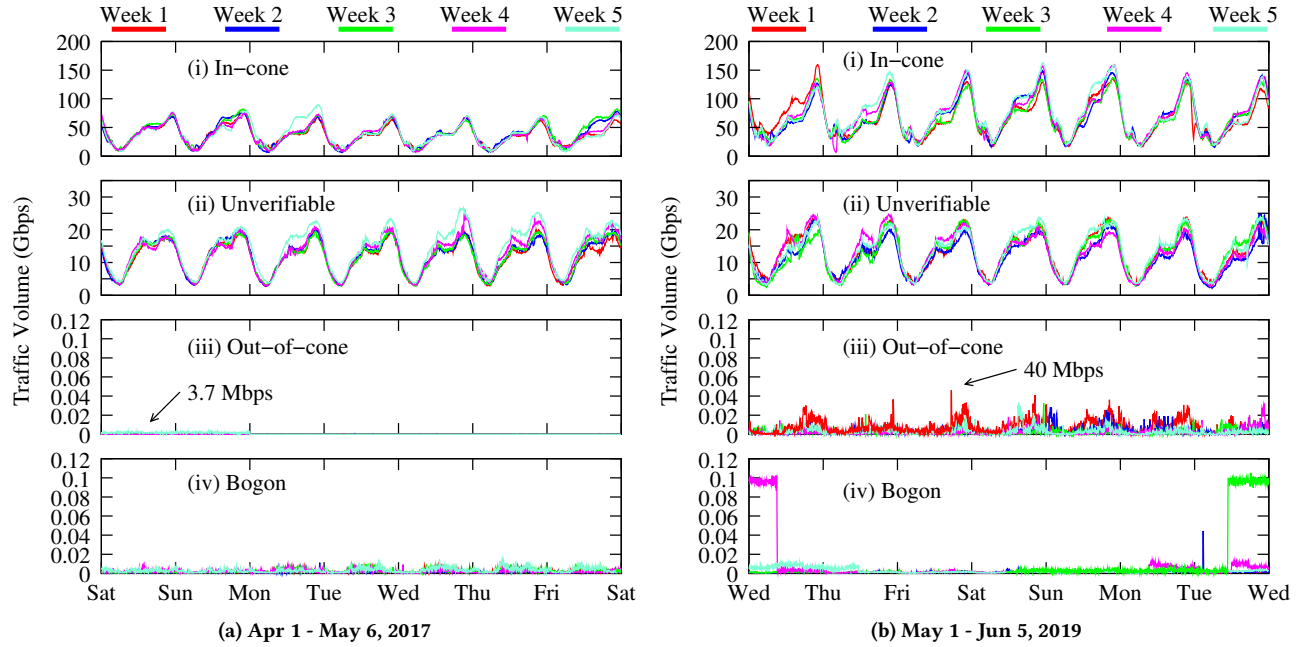 Week 1 Week 2 Week 3 Week 4 Week 5
Traffic Volume (Gbps)
200
150
100
50
0
(i) In−cone
30
20
10
0
(ii) Unverifiable
0.12
0.1
0.08
0.06
0.04
0.02
0
(iii) Out−of−cone
3.7 Mbps
0.12
0.1
0.08
0.06
0.04
0.02
0
(iv) Bogon
Sat Sun Mon Tue Wed Thu Fri Sat
(a) Apr 1 - May 6, 2017
Week 1 Week 2 Week 3 Week 4 Week 5
Traffic Volume (Gbps)
200
150
100
50
0
(i) In−cone
30
20
10
0
(ii) Unverifiable
0.12
0.1
0.08
0.06
0.04
0.02
0
(iii) Out−of−cone
40 Mbps
0.12
0.1
0.08
0.06
0.04
0.02
0
(iv) Bogon
Wed Thu Fri Sat Sun Mon Tue Wed
(b) May 1 - Jun 5, 2019